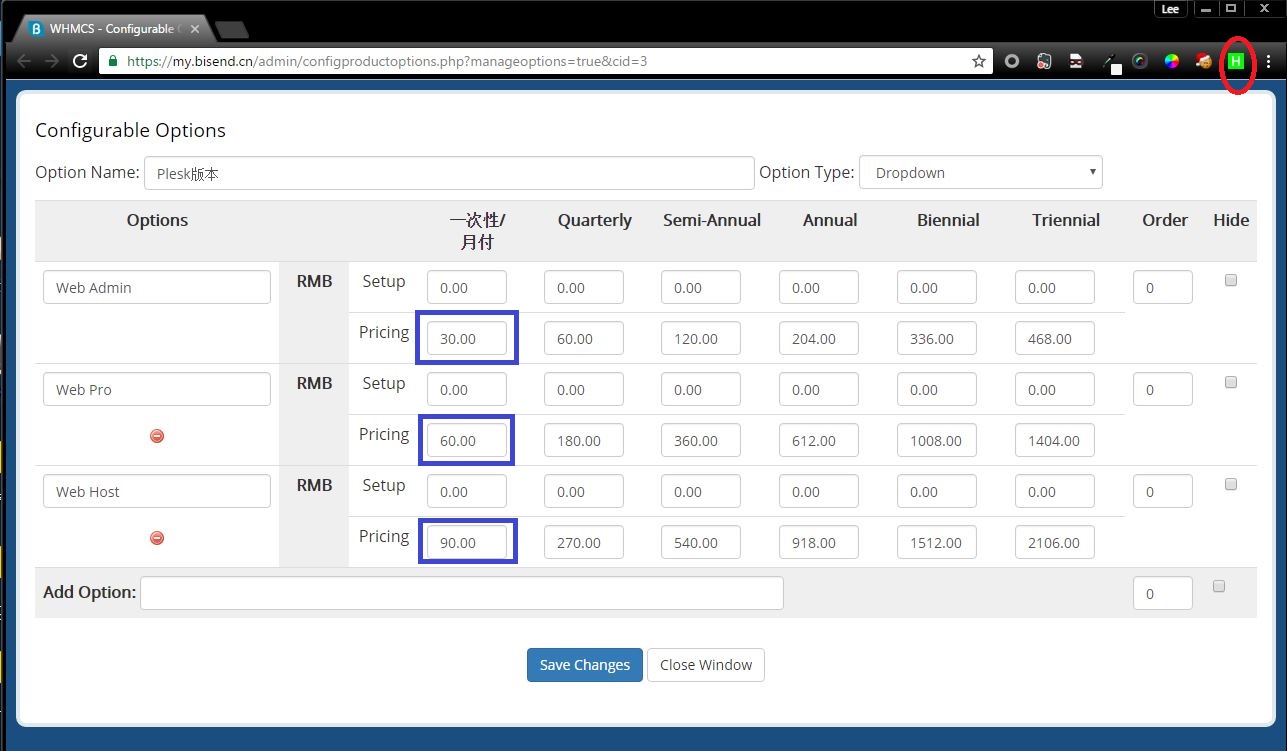 Lee
WHMCS - Configurable
https://my.bisend.cn/admin/configproductoptions.php?manageoptions=true&cid=3
H
Configurable Options
Option Name: Plesk版本 Option Type: Dropdown
Options 一次性/月付 Quarterly Semi-Annual Annual Biennial Triennial Order Hide
Web Admin RMB Setup 0.00 0.00 0.00 0.00 0.00 0.00 0
Pricing 30.00 60.00 120.00 204.00 336.00 468.00
Web Pro RMB Setup 0.00 0.00 0.00 0.00 0.00 0.00 0
Pricing 60.00 180.00 360.00 612.00 1008.00 1404.00
Web Host RMB Setup 0.00 0.00 0.00 0.00 0.00 0.00 0
Pricing 90.00 270.00 540.00 918.00 1512.00 2106.00
Add Option: 0
Save Changes Close Window